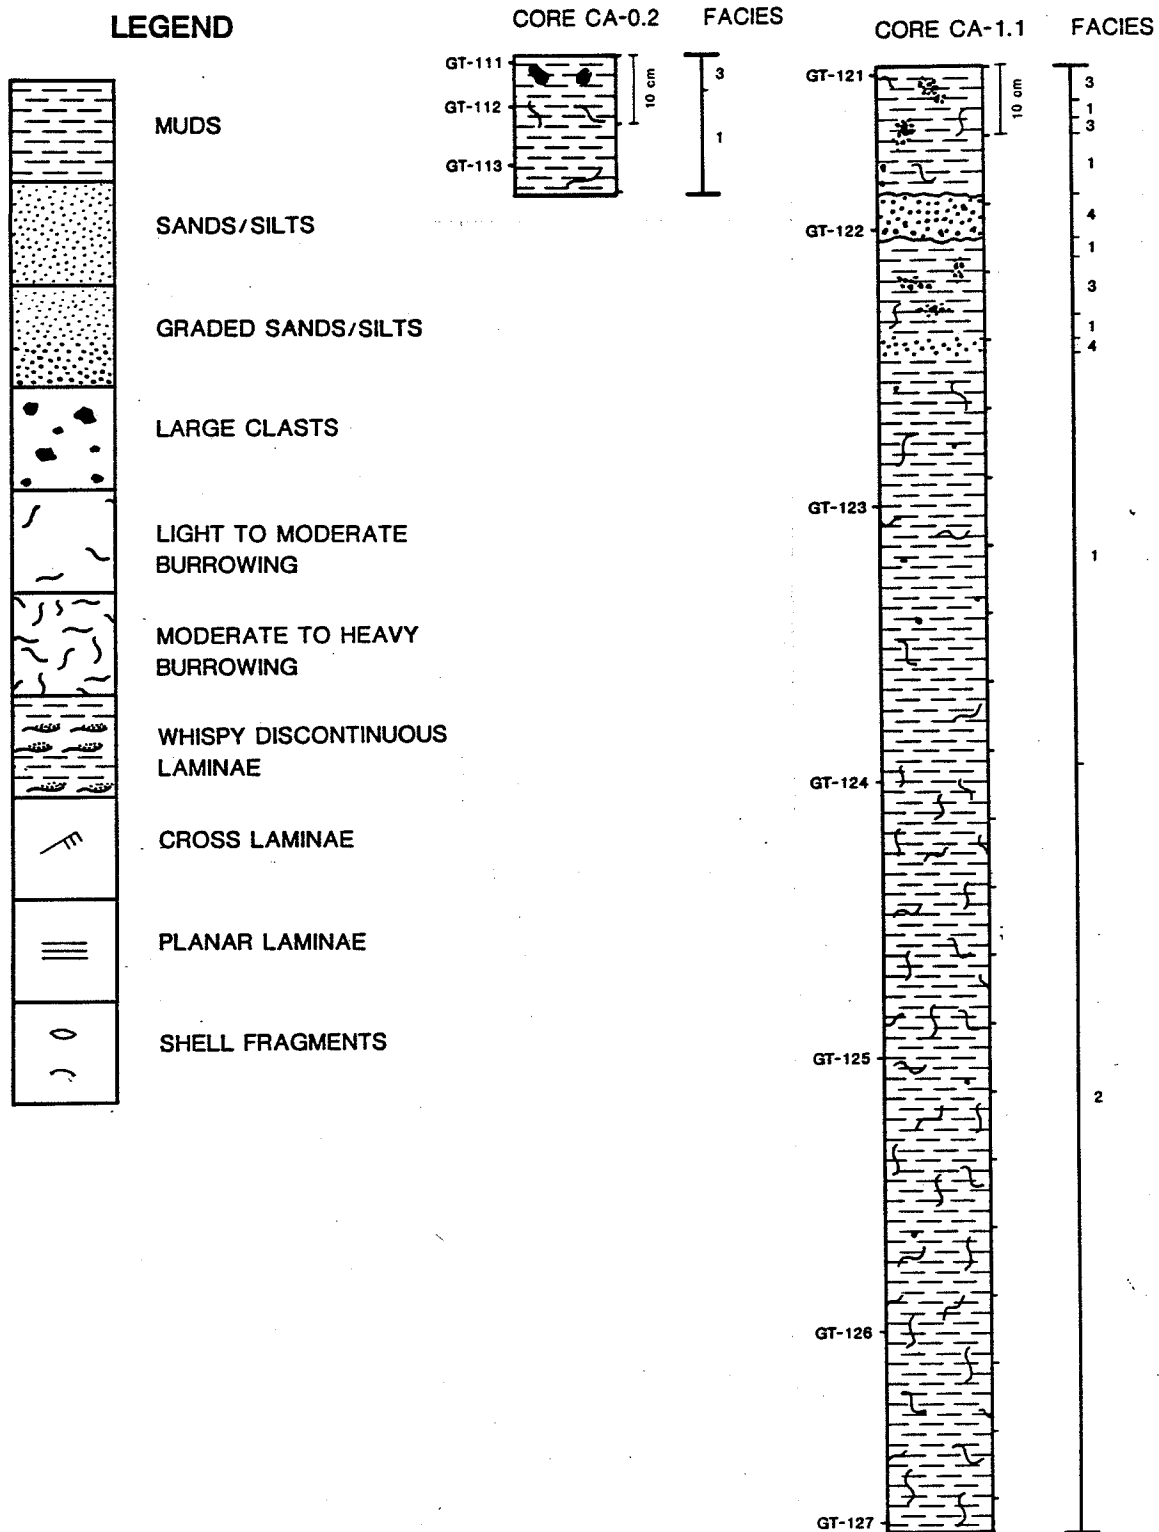 LEGEND
MUDS
SANDS/SILTS
GRADED SANDS/SILTS
LARGE CLASTS
LIGHT TO MODERATE
BURROWING
MODERATE TO HEAVY
BURROWING
WHISPY DISCONTINUOUS
LAMINAE
CROSS LAMINAE
PLANAR LAMINAE
SHELL FRAGMENTS
CORE CA-0.2 FACIES
GT-111
GT-112
GT-113
10 cm
3
1
CORE CA-1.1 FACIES
GT-121
GT-122
GT-123
GT-124
GT-125
GT-126
GT-127
10 cm
3
1
3
1
4
1
3
1
4
1
2